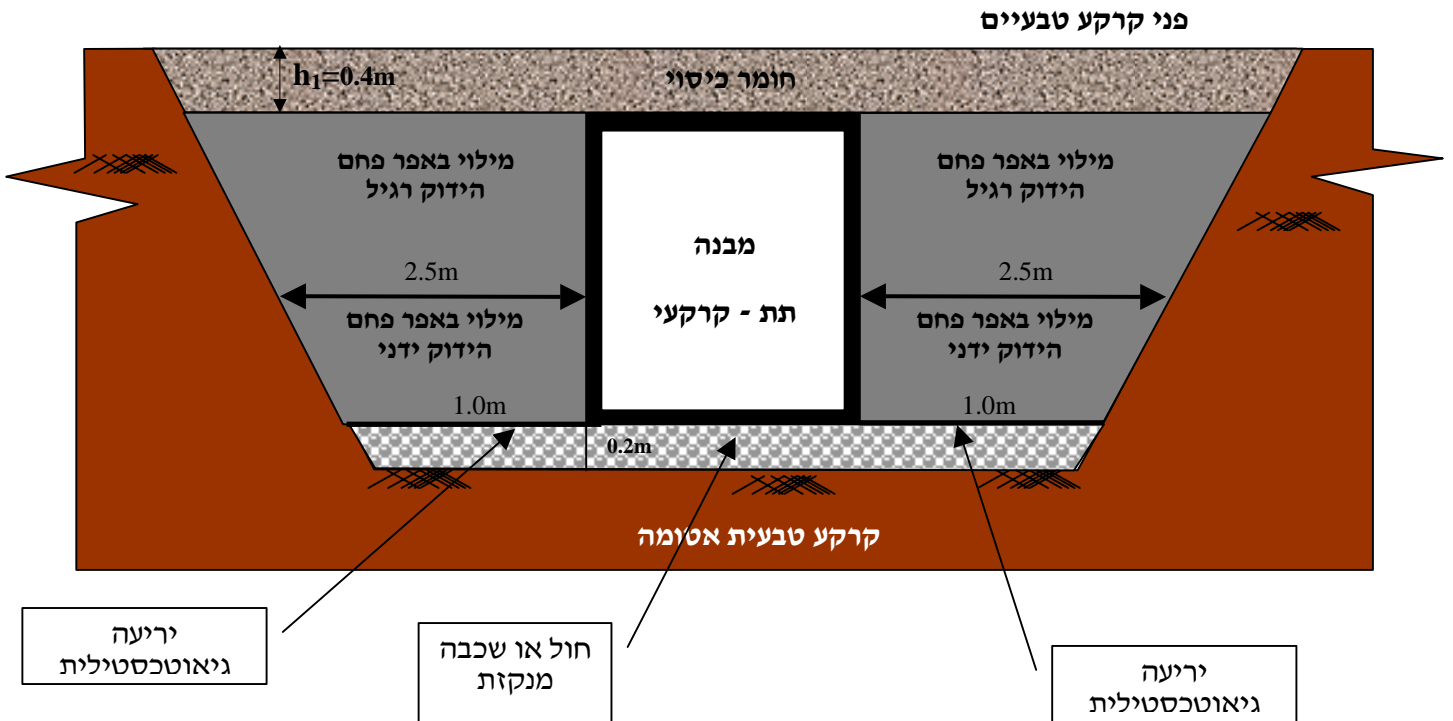 פני קרקע טבעיים
h₁=0.4m
חומר כיסוי
מילוי באפר פחם
הידוק רגיל
מילוי באפר פחם
הידוק רגיל
מבנה
תת - קרקעי
2.5m
2.5m
מילוי באפר פחם
הידוק ידני
מילוי באפר פחם
הידוק ידני
1.0m
1.0m
0.2m
קרקע טבעית אטומה
יריעה
גיאוטכסטילית
חול או שכבה
מנקזת
יריעה
גיאוטכסטילית